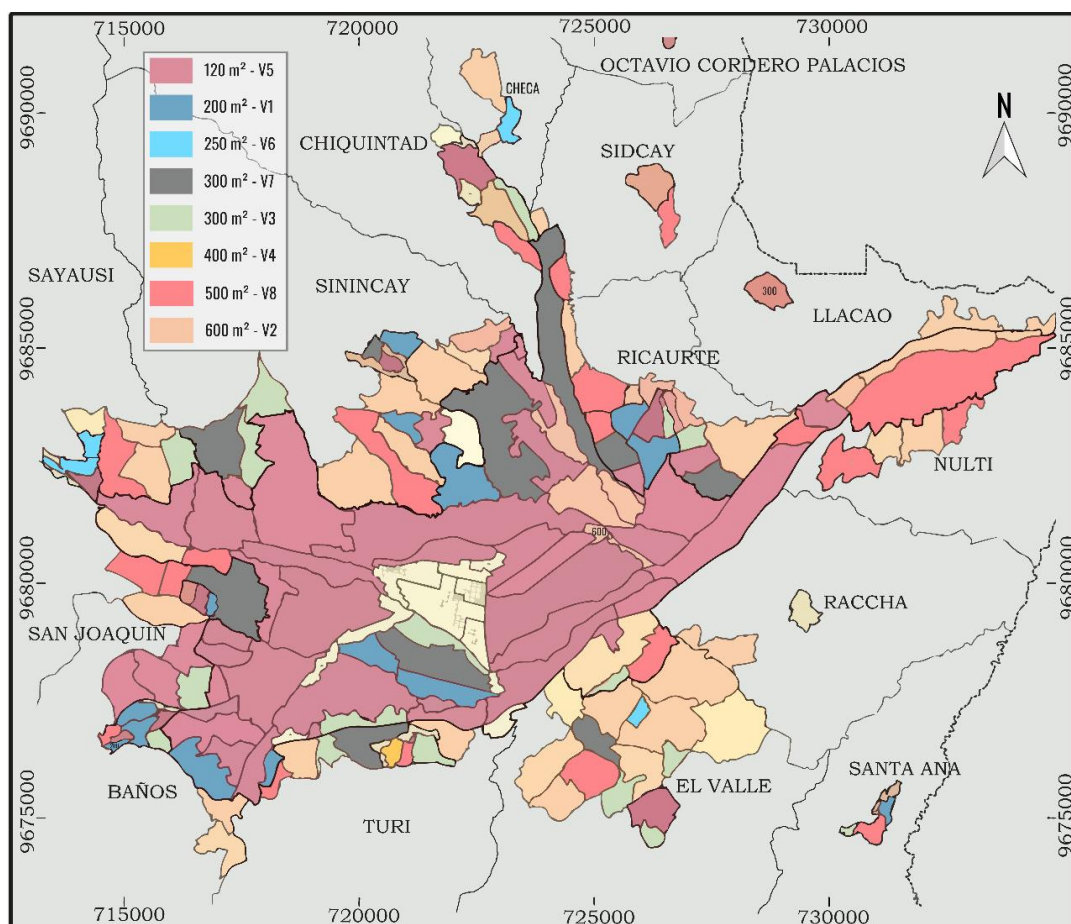 715000 720000 725000 730000
OCTAVIO CORDERO PALACIOS
120 m² - V5
200 m² - V1
250 m² - V6
300 m² - V7
300 m² - V3
400 m² - V4
500 m² - V8
600 m² - V2
CHECA
N
9690000
9690000
CHIQUINTAD
SIDCAY
SAYAUSI
SININCAY
300
LLACAO
9685000
9685000
RICAURTE
NULTI
600
9680000
9680000
RACCHA
SAN JOAQUIN
BAÑOS
TURI
EL VALLE
SANTA ANA
9675000
9675000
715000 720000 725000 730000